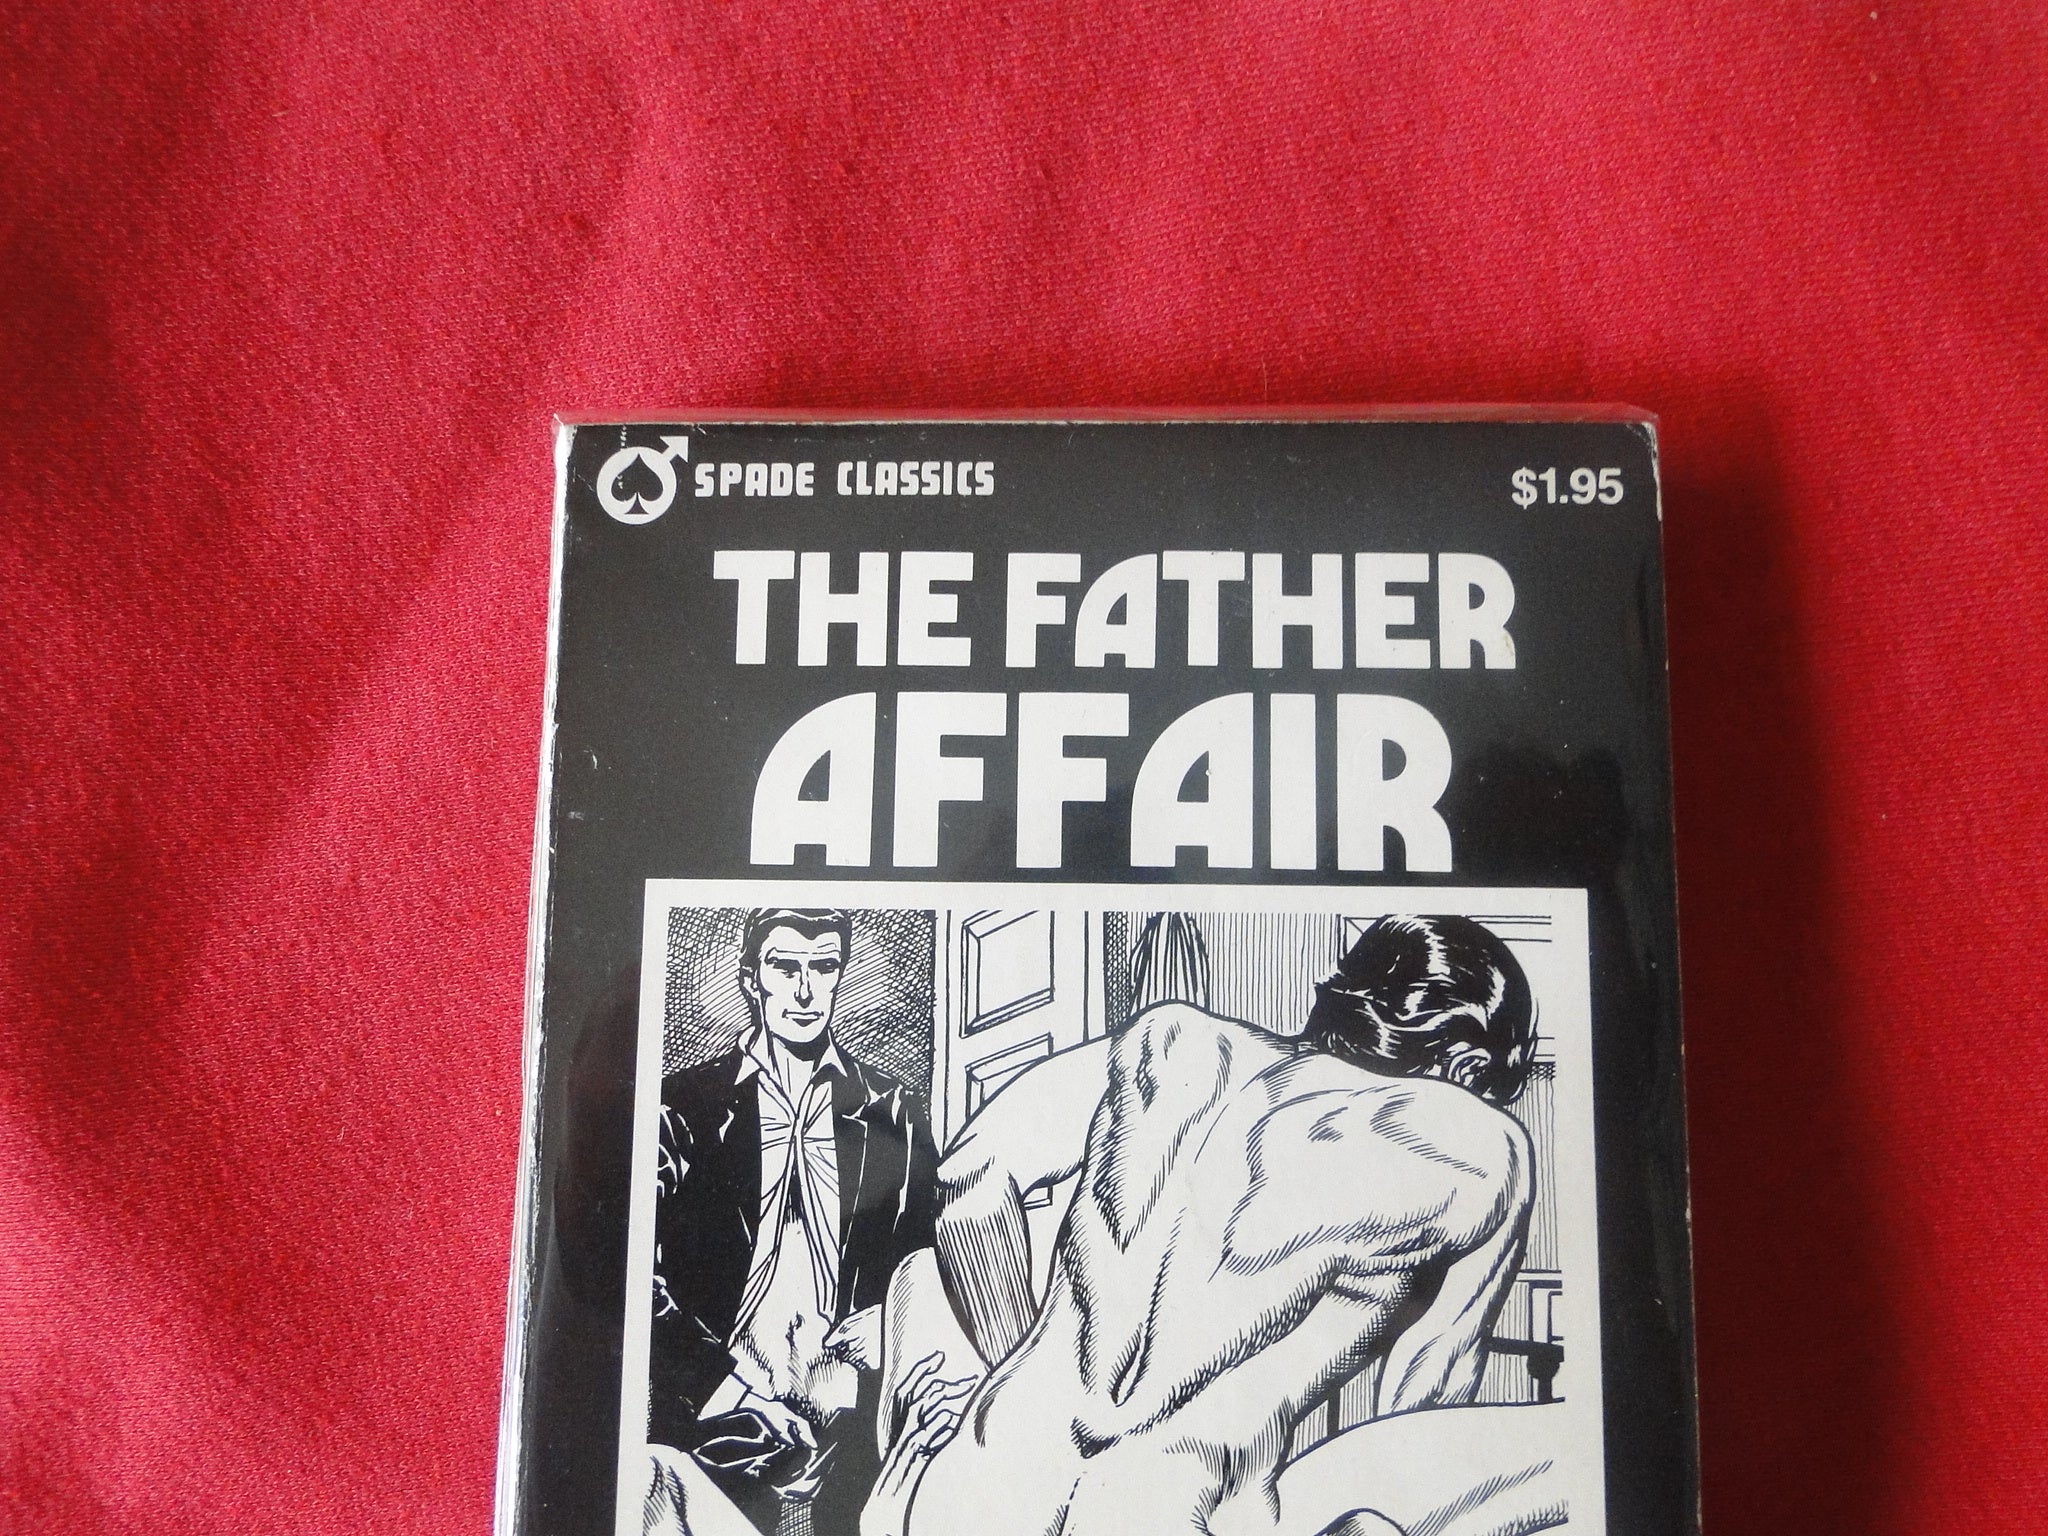 SPADE CLASSICS
$1.95
THE FATHER
AFFAIR